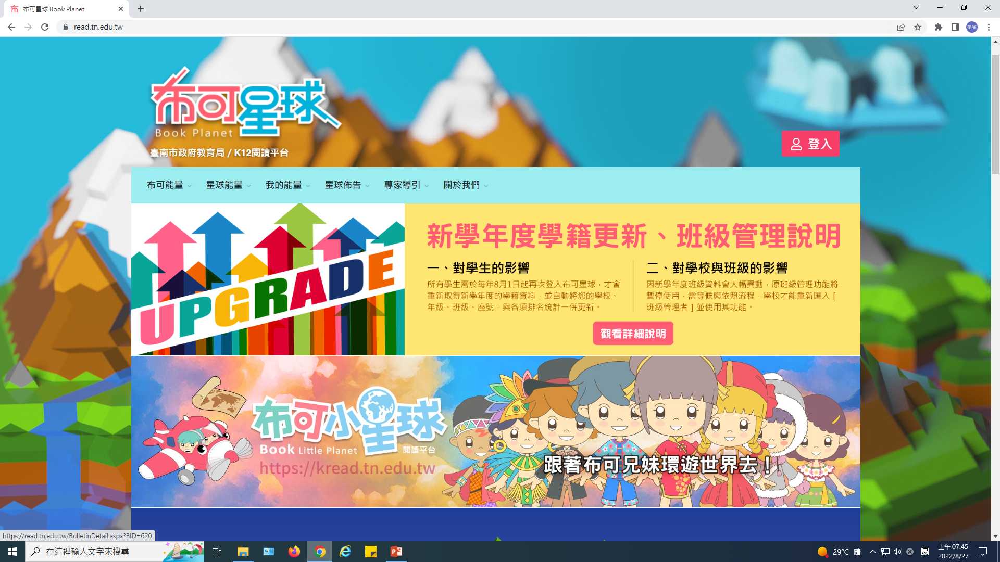 布可星球 Book Planet
read.tn.edu.tw
美雀
布可星球
Book Planet
臺南市政府教育局 / K12閱讀平台
登入
布可能量 星球能量 我的能量 星球佈告 專家導引 關於我們
UPGRADE
新學年度學籍更新、班級管理說明
一、對學生的影響
所有學生需於每年8月1日起再次登入布可星球，才會
重新取得新學年度的學籍資料，並自動將您的學校、
年級、班級、座號，與各項排名統計一併更新。
二、對學校與班級的影響
因新學年度班級資料會大幅異動，原班級管理功能將
暫停使用，需等候與依照流程，學校才能重新匯入 [
班級管理者 ] 並使用其功能。
觀看詳細說明
布可小星球
Book Little Planet 閱讀平台
https://kread.tn.edu.tw
跟著布可兄妹環遊世界去！
https://read.tn.edu.tw/BulletinDetail.aspx?BID=620
在這裡輸入文字來搜尋
29°C 晴
易
上午 07:45
2022/8/27